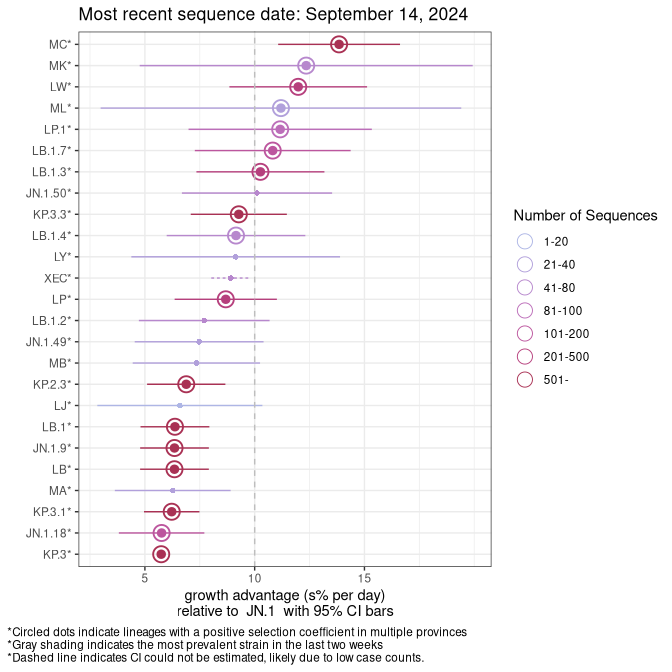 Most recent sequence date: September 14, 2024
MC*
MK*
LW*
ML*
LP.1*
LB.1.7*
LB.1.3*
JN.1.50*
KP.3.3*
LB.1.4*
LY*
XEC*
LP*
LB.1.2*
JN.1.49*
MB*
KP.2.3*
LJ*
LB.1*
JN.1.9*
LB*
MA*
KP.3.1*
JN.1.18*
KP.3*
5 10 15
growth advantage (s% per day)
relative to JN.1 with 95% CI bars
Number of Sequences
1-20
21-40
41-80
81-100
101-200
201-500
501-
*Circled dots indicate lineages with a positive selection coefficient in multiple provinces
*Gray shading indicates the most prevalent strain in the last two weeks
*Dashed line indicates CI could not be estimated, likely due to low case counts.